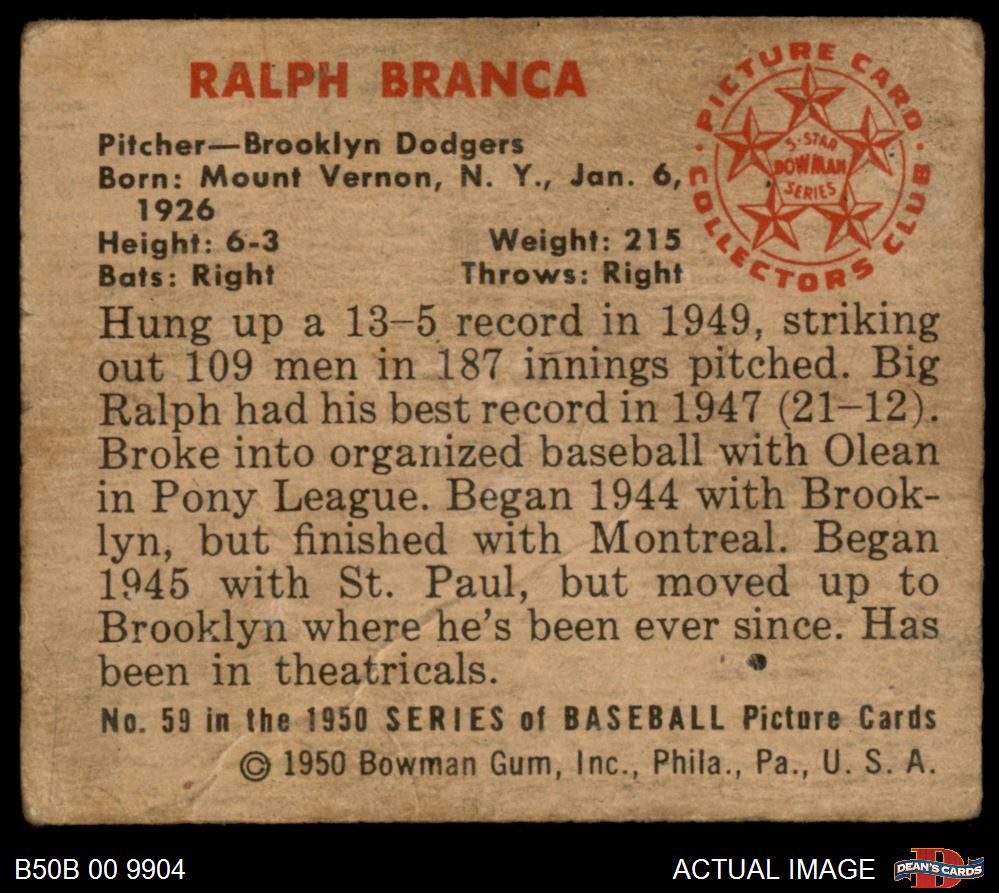 RALPH BRANCA
PICTURE CARD
COLLECTORS CLUB
5-STAR
BOWMAN
SERIES
Pitcher—Brooklyn Dodgers
Born: Mount Vernon, N. Y., Jan. 6,
1926
Height: 6-3 Weight: 215
Bats: Right Throws: Right
Hung up a 13–5 record in 1949, striking
out 109 men in 187 innings pitched. Big
Ralph had his best record in 1947 (21–12).
Broke into organized baseball with Olean
in Pony League. Began 1944 with Brook-
lyn, but finished with Montreal. Began
1945 with St. Paul, but moved up to
Brooklyn where he's been ever since. Has
been in theatricals.
No. 59 in the 1950 SERIES of BASEBALL Picture Cards
© 1950 Bowman Gum, Inc., Phila., Pa., U. S. A.
B50B 00 9904 ACTUAL IMAGE
D
DEAN'S CARDS